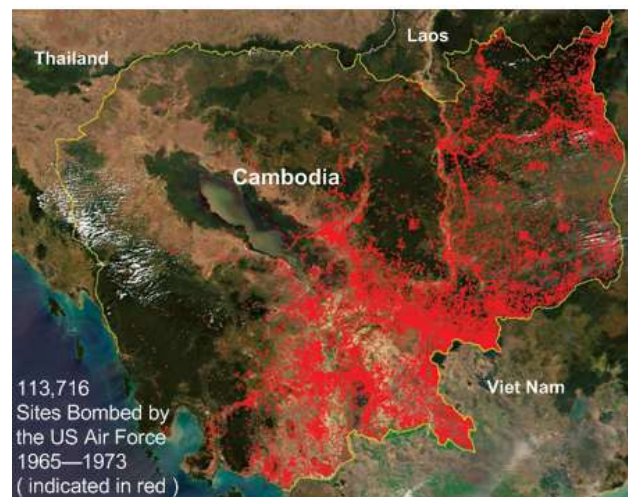 Laos
Thailand
Cambodia
Viet Nam
113,716
Sites Bombed by
the US Air Force
1965—1973
( indicated in red )